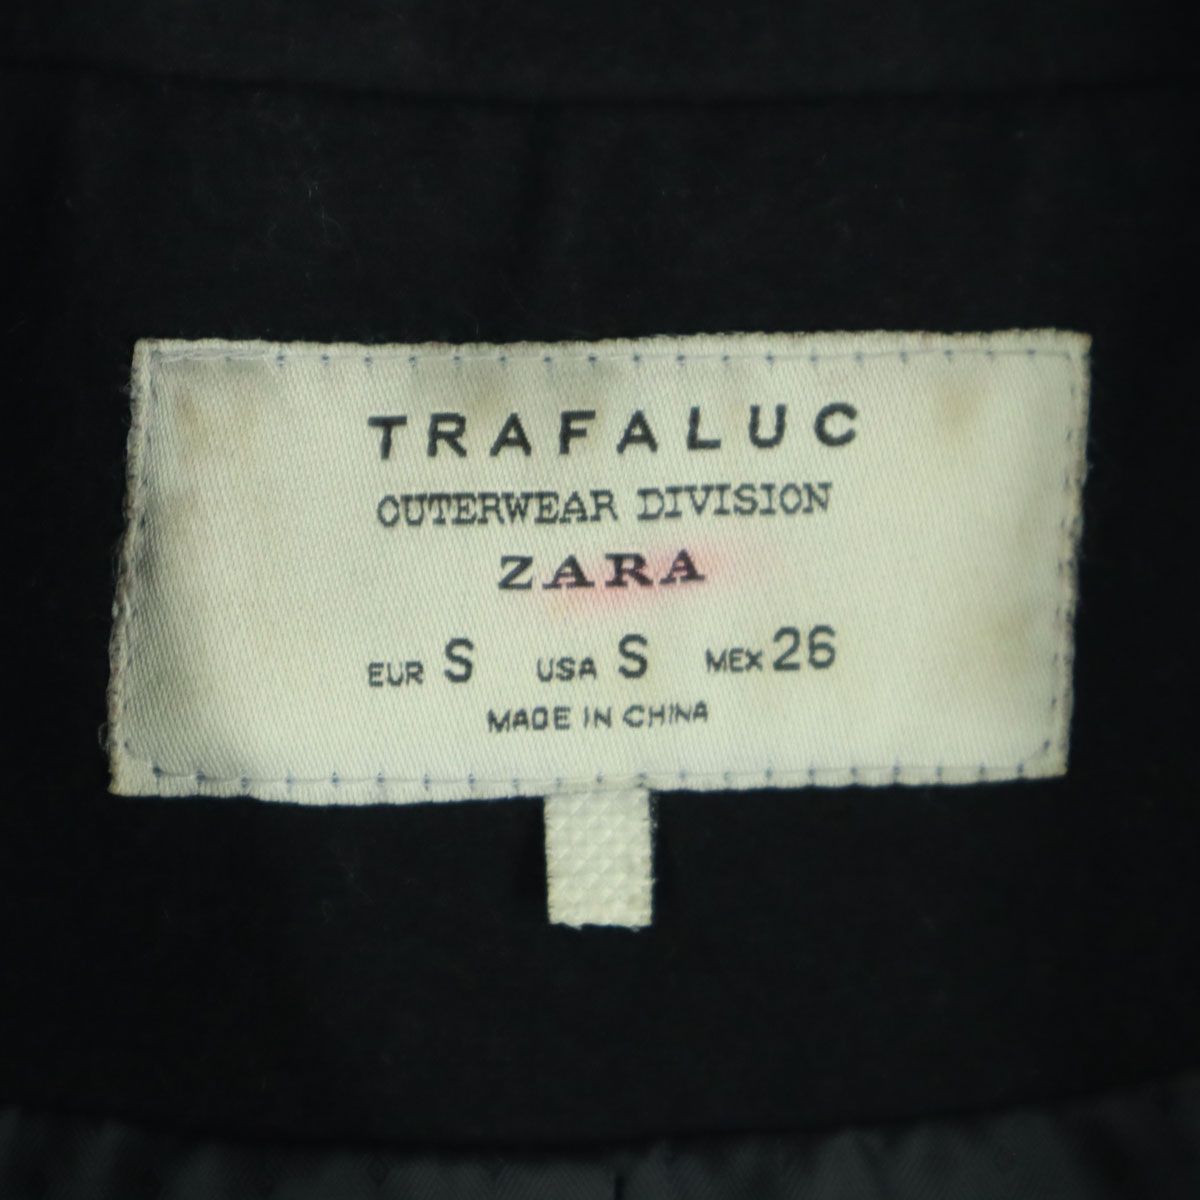 TRAFALUC
OUTERWEAR DIVISION
ZARA
EUR S USA S MEX 26
MADE IN CHINA